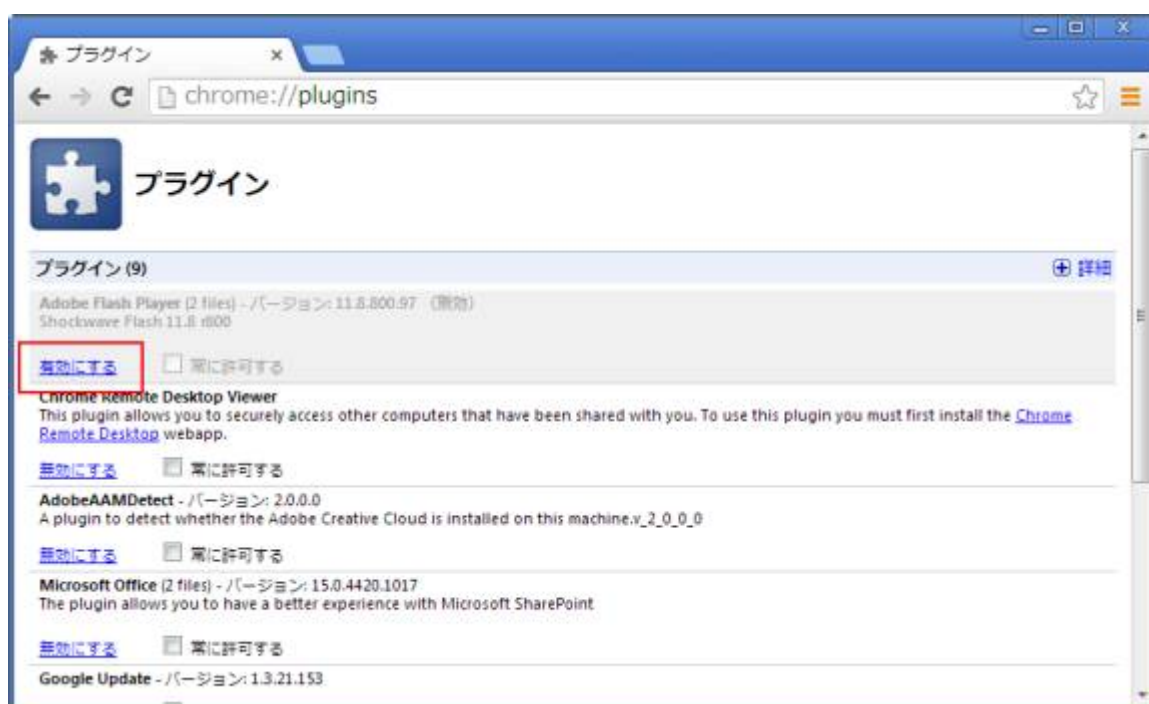 プラグイン
chrome://plugins
プラグイン
プラグイン (9)
詳細
Adobe Flash Player (2 files) - バージョン: 11.8.800.97 （無効）
Shockwave Flash 11.8 r800
有効にする 常に許可する
Chrome Remote Desktop Viewer
This plugin allows you to securely access other computers that have been shared with you. To use this plugin you must first install the Chrome
Remote Desktop webapp.
無効にする 常に許可する
AdobeAAMDetect - バージョン: 2.0.0.0
A plugin to detect whether the Adobe Creative Cloud is installed on this machine.v_2_0_0_0
無効にする 常に許可する
Microsoft Office (2 files) - バージョン: 15.0.4420.1017
The plugin allows you to have a better experience with Microsoft SharePoint
無効にする 常に許可する
Google Update - バージョン: 1.3.21.153